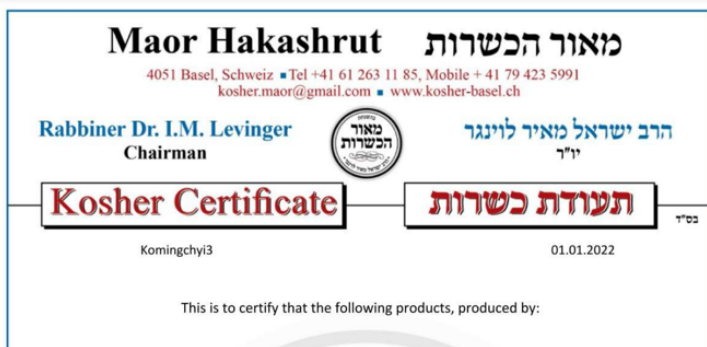 Maor Hakashrut מאור הכשרות
4051 Basel, Schweiz ▪ Tel +41 61 263 11 85, Mobile + 41 79 423 5991
kosher.maor@gmail.com ▪ www.kosher-basel.ch
Rabbiner Dr. I.M. Levinger
Chairman
מאור
הכשרות
הרב ישראל מאיר לוינגר
יו"ר
Kosher Certificate תעודת כשרות
בס"ד
Komingchyi3 01.01.2022
This is to certify that the following products, produced by: